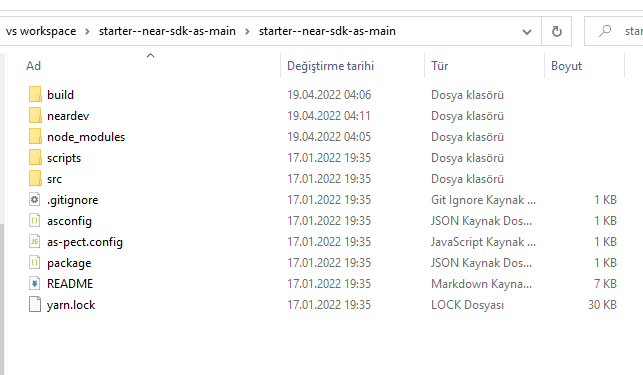 vs workspace > starter--near-sdk-as-main > starter--near-sdk-as-main star
Ad Değiştirme tarihi Tür Boyut
build 19.04.2022 04:06 Dosya klasörü
neardev 19.04.2022 04:11 Dosya klasörü
node_modules 19.04.2022 04:05 Dosya klasörü
scripts 17.01.2022 19:35 Dosya klasörü
src 17.01.2022 19:35 Dosya klasörü
.gitignore 17.01.2022 19:35 Git Ignore Kaynak ... 1 KB
asconfig 17.01.2022 19:35 JSON Kaynak Dos... 1 KB
as-pect.config 17.01.2022 19:35 JavaScript Kaynak ... 1 KB
package 17.01.2022 19:35 JSON Kaynak Dos... 1 KB
README 17.01.2022 19:35 Markdown Kaynak... 7 KB
yarn.lock 17.01.2022 19:35 LOCK Dosyası 30 KB